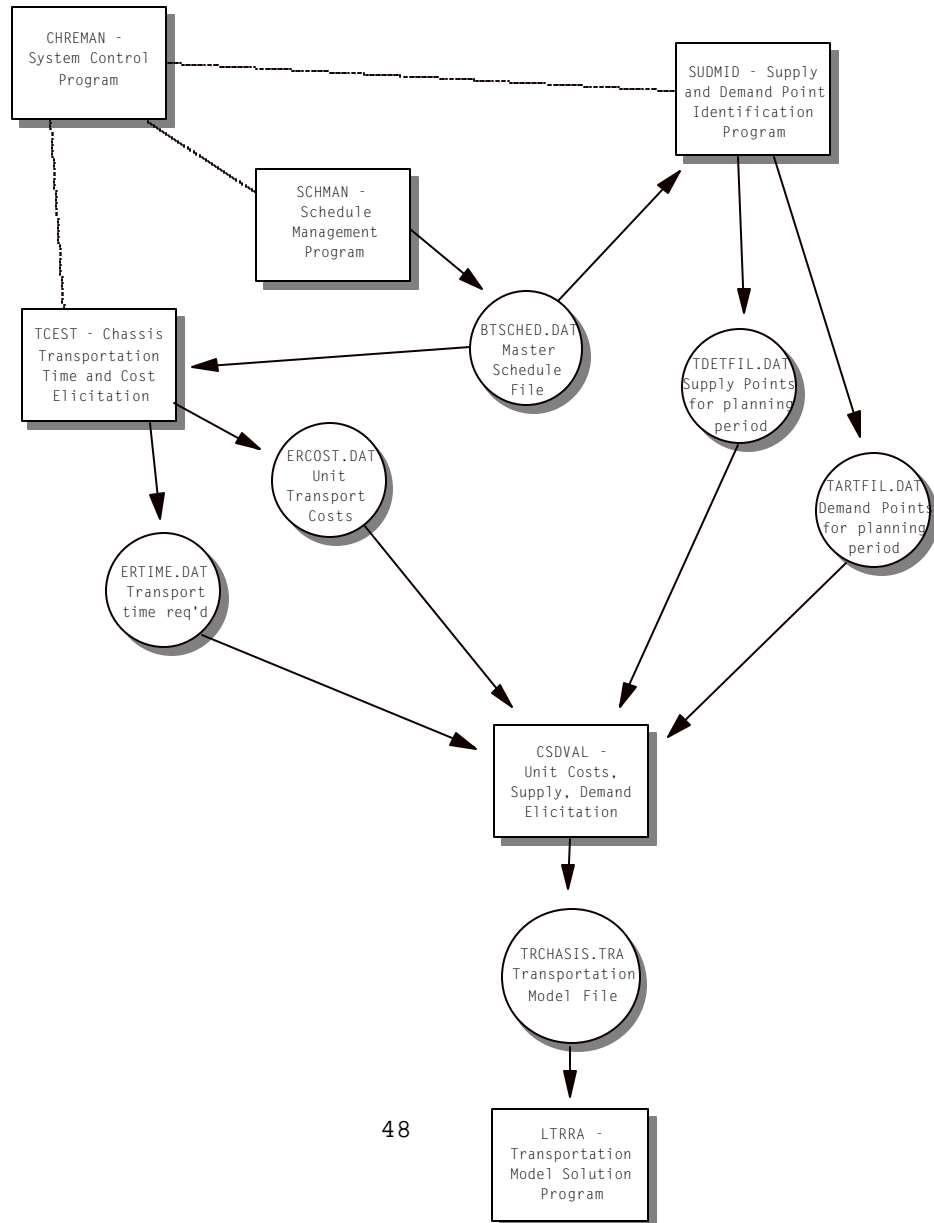 CHREMAN -
System Control
Program
SUDMID - Supply
and Demand Point
Identification
Program
SCHMAN -
Schedule
Management
Program
BTSCHED.DAT
Master
Schedule
File
TCEST - Chassis
Transportation
Time and Cost
Elicitation
TDETFIL.DAT
Supply Points
for planning
period
ERCOST.DAT
Unit
Transport
Costs
TARTFIL.DAT
Demand Points
for planning
period
ERTIME.DAT
Transport
time req'd
CSDVAL -
Unit Costs,
Supply, Demand
Elicitation
TRCHASIS.TRA
Transportation
Model File
48
LTRRA -
Transportation
Model Solution
Program